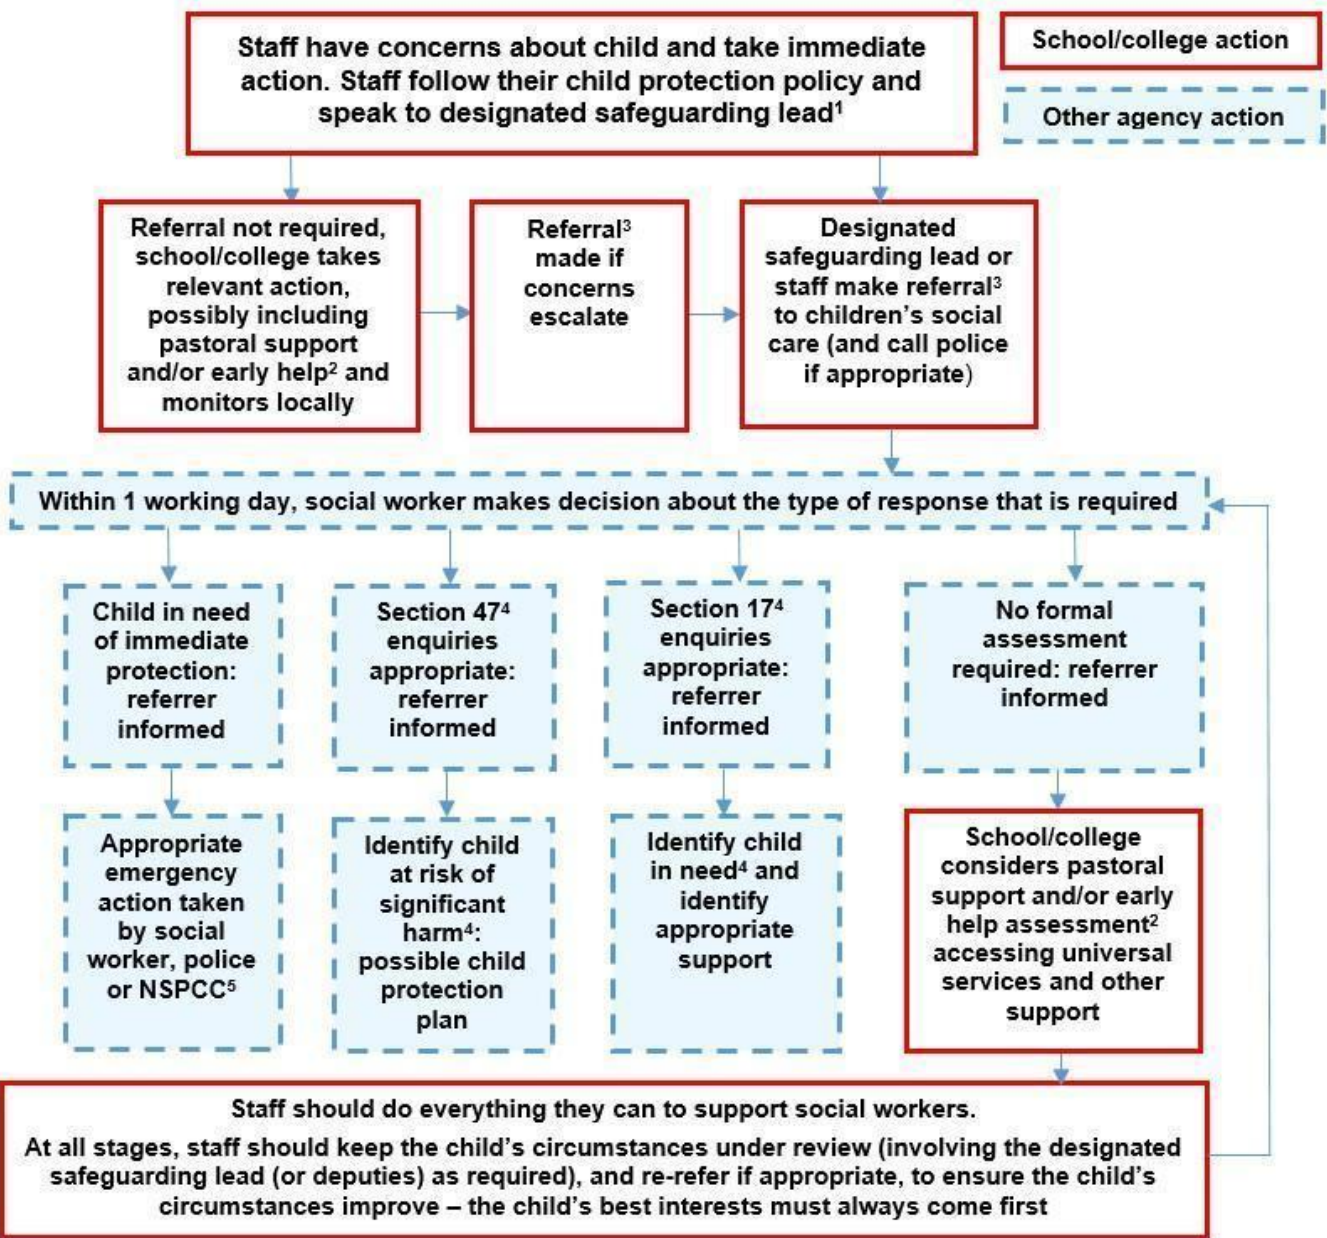 Staff have concerns about child and take immediate
action. Staff follow their child protection policy and
speak to designated safeguarding lead¹
School/college action
Other agency action
Referral not required,
school/college takes
relevant action,
possibly including
pastoral support
and/or early help² and
monitors locally
Referral³
made if
concerns
escalate
Designated
safeguarding lead or
staff make referral³
to children’s social
care (and call police
if appropriate)
Within 1 working day, social worker makes decision about the type of response that is required
Child in need
of immediate
protection:
referrer
informed
Section 47⁴
enquiries
appropriate:
referrer
informed
Section 17⁴
enquiries
appropriate:
referrer
informed
No formal
assessment
required: referrer
informed
Appropriate
emergency
action taken
by social
worker, police
or NSPCC⁵
Identify child
at risk of
significant
harm⁴:
possible child
protection
plan
Identify child
in need⁴ and
identify
appropriate
support
School/college
considers pastoral
support and/or early
help assessment²
accessing universal
services and other
support
Staff should do everything they can to support social workers.
At all stages, staff should keep the child’s circumstances under review (involving the designated
safeguarding lead (or deputies) as required), and re-refer if appropriate, to ensure the child’s
circumstances improve – the child’s best interests must always come first